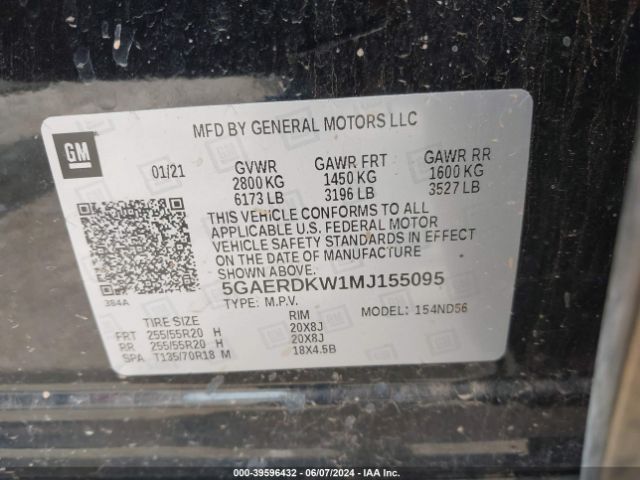 MFD BY GENERAL MOTORS LLC
GM
01/21
GVWR
2800 KG
6173 LB
GAWR FRT
1450 KG
3196 LB
GAWR RR
1600 KG
3527 LB
THIS VEHICLE CONFORMS TO ALL
APPLICABLE U.S. FEDERAL MOTOR
VEHICLE SAFETY STANDARDS IN EFFECT
ON THE DATE OF MANUFACTURE
SHOWN ABOVE.
384A
5GAERDKW1MJ155095
TYPE: M.P.V.
MODEL: 154ND56
TIRE SIZE RIM
FRT 255/55R20 H 20X8J
RR 255/55R20 H 20X8J
SPA T135/70R18 M 18X4.5B
000-39596432 - 06/07/2024 - IAA Inc.